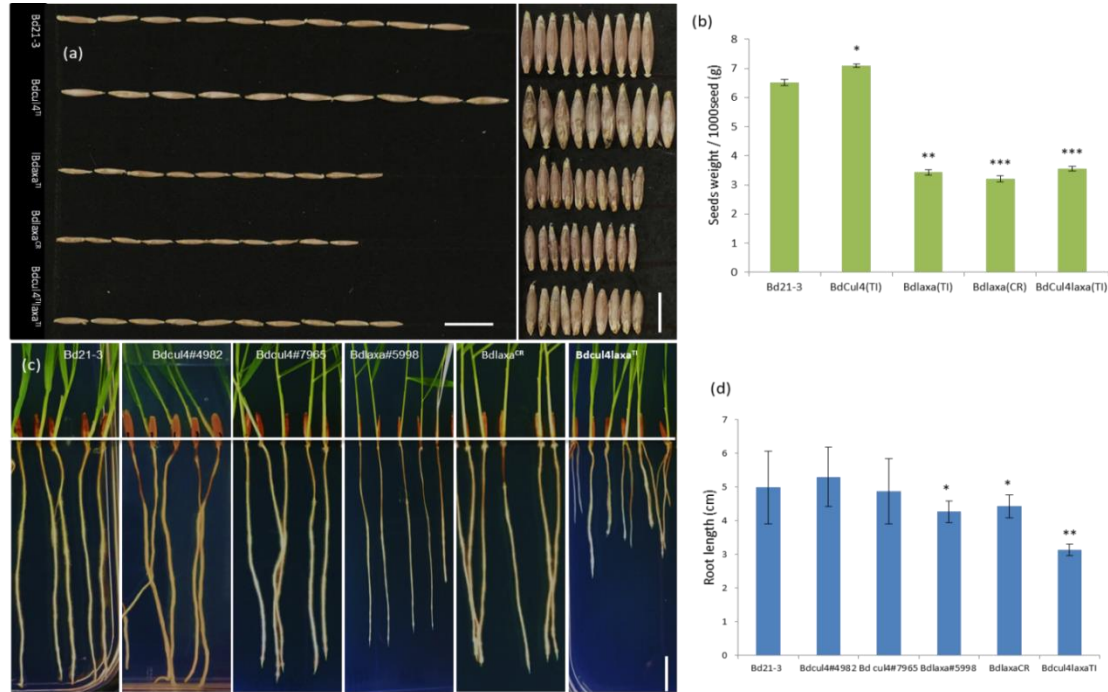 (a)
Bd21-3
Bdcul4TI
lBdlaxaTI
BdlaxaCR
Bdcul4TIlaxaTI
(b)
Seeds weight / 1000seed (g)
8
7
6
5
4
3
2
1
0
*
**
***
***
Bd21-3
BdCul4(TI)
Bdlaxa(TI)
Bdlaxa(CR)
BdCul4laxa(TI)
(c)
Bd21-3
Bdcul4#4982
Bdcul4#7965
Bdlaxa#5998
BdlaxaCR
Bdcul4laxaTI
(d)
Root length (cm)
7
6
5
4
3
2
1
0
*
*
**
Bd21-3
Bdcul4#4982
Bd cul4#7965
Bdlaxa#5998
BdlaxaCR
Bdcul4laxaTI